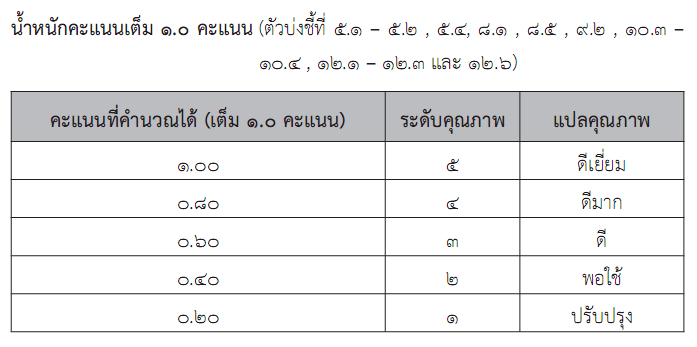 น้ำหนักคะแนนเต็ม ๑.๐ คะแนน (ตัวบ่งชี้ที่ ๕.๑ – ๕.๒ , ๕.๔, ๘.๑ , ๘.๕ , ๙.๒ , ๑๐.๓ –
๑๐.๔ , ๑๒.๑ – ๑๒.๓ และ ๑๒.๖)
คะแนนที่คำนวณได้ (เต็ม ๑.๐ คะแนน) ระดับคุณภาพ แปลคุณภาพ
๑.๐๐ ๕ ดีเยี่ยม
๐.๘๐ ๔ ดีมาก
๐.๖๐ ๓ ดี
๐.๔๐ ๒ พอใช้
๐.๒๐ ๑ ปรับปรุง